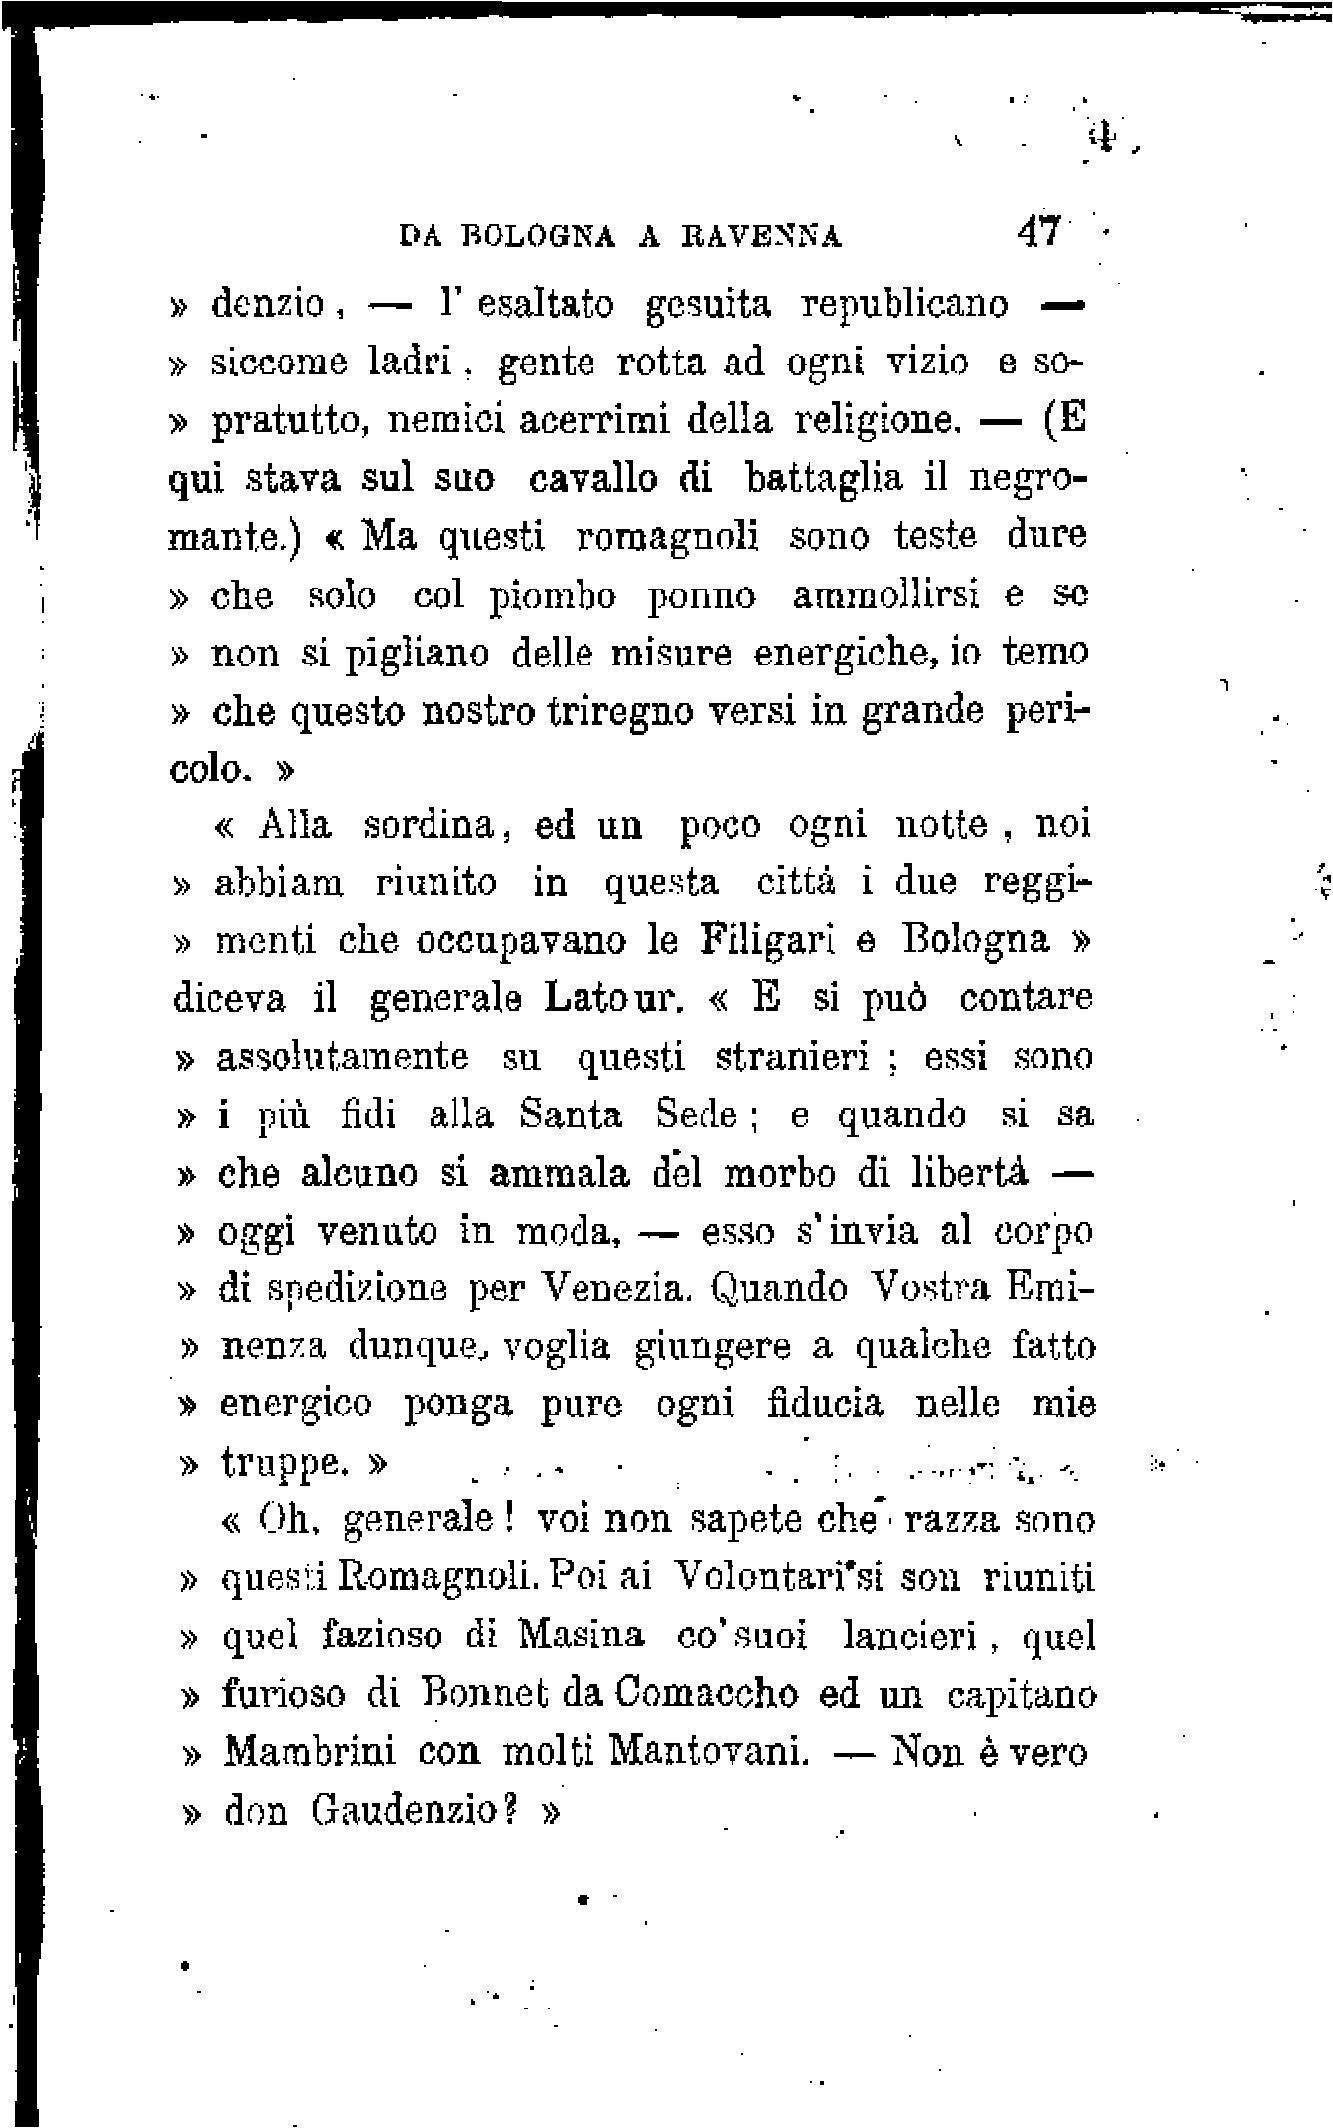 DA BOLOGNA A RAVENNA 47
» denzio, — l' esaltato gesuita republicano —
» siccome ladri, gente rotta ad ogni vizio e so-
» pratutto, nemici acerrimi della religione. — (E
qui stava sul suo cavallo di battaglia il negro-
mante.) « Ma questi romagnoli sono teste dure
» che solo col piombo ponno ammollirsi e se
» non si pigliano delle misure energiche, io temo
» che questo nostro triregno versi in grande peri-
colo. »
« Alla sordina, ed un poco ogni notte, noi
» abbiam riunito in questa città i due reggi-
» menti che occupavano le Filigari e Bologna »
diceva il generale Latour. « E si può contare
» assolutamente su questi stranieri; essi sono
» i più fidi alla Santa Sede; e quando si sa
» che alcuno si ammala del morbo di libertà —
» oggi venuto in moda, — esso s'invia al corpo
» di spedizione per Venezia. Quando Vostra Emi-
» nenza dunque, voglia giungere a qualche fatto
» energico ponga pure ogni fiducia nelle mie
» truppe. »
« Oh, generale! voi non sapete che razza sono
» questi Romagnoli. Poi ai Volontari si son riuniti
» quel fazioso di Masina co' suoi lancieri, quel
» furioso di Bonnet da Comaccho ed un capitano
» Mambrini con molti Mantovani. — Non è vero
» don Gaudenzio? »